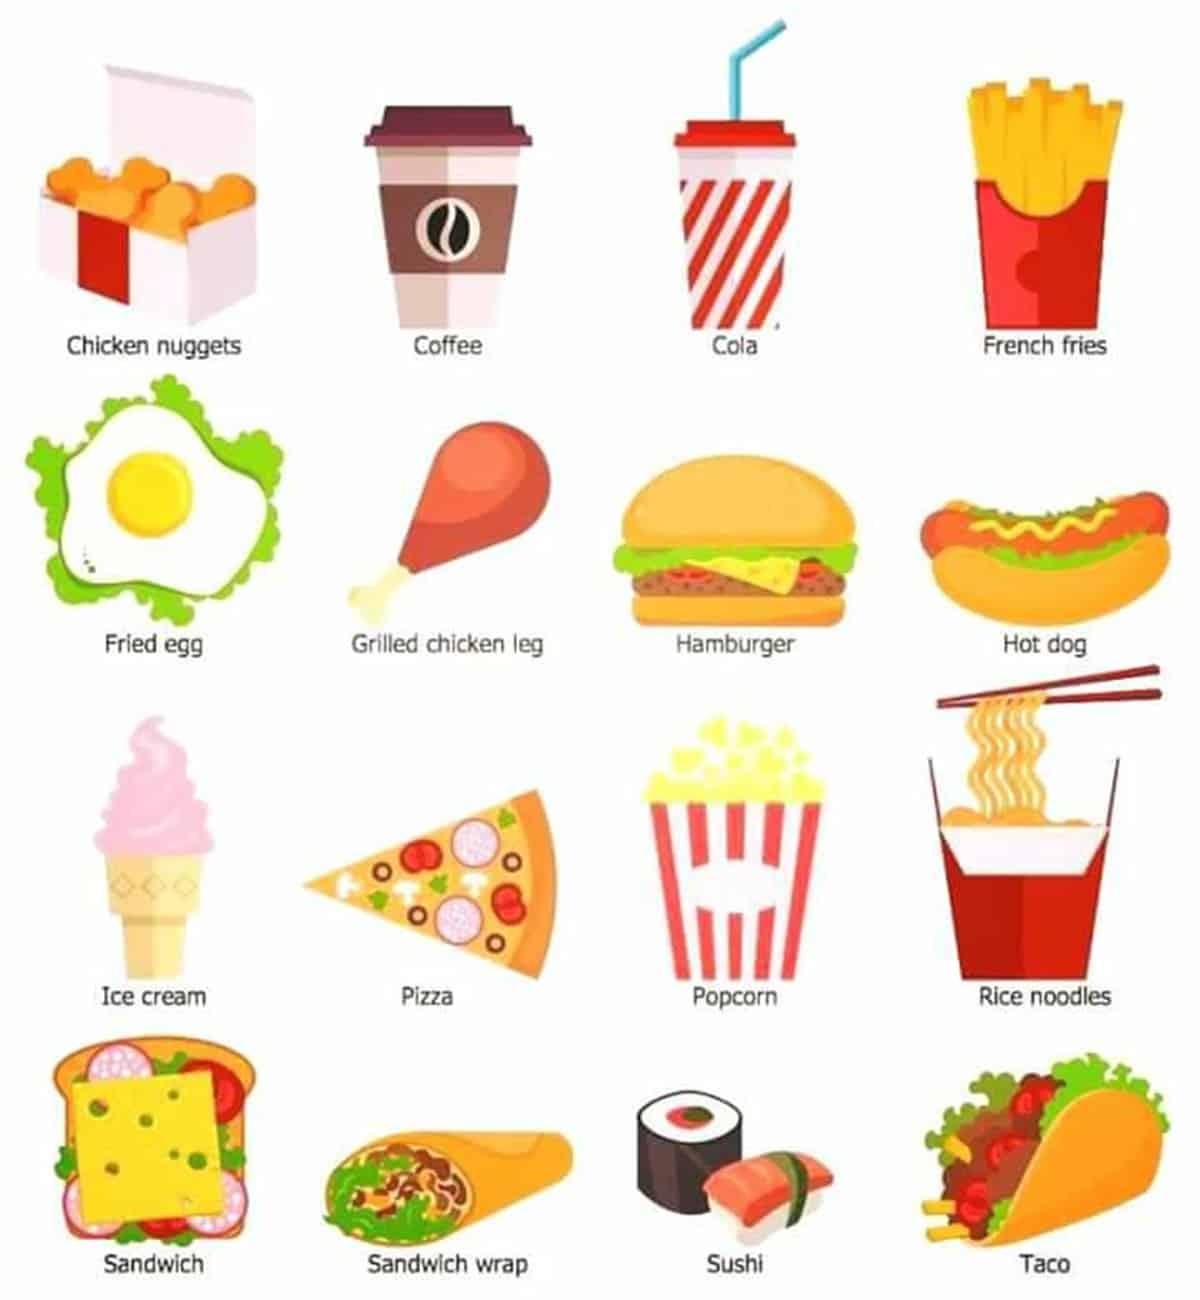 Chicken nuggets
Coffee
Cola
French fries
Fried egg
Grilled chicken leg
Hamburger
Hot dog
Ice cream
Pizza
Popcorn
Rice noodles
Sandwich
Sandwich wrap
Sushi
Taco